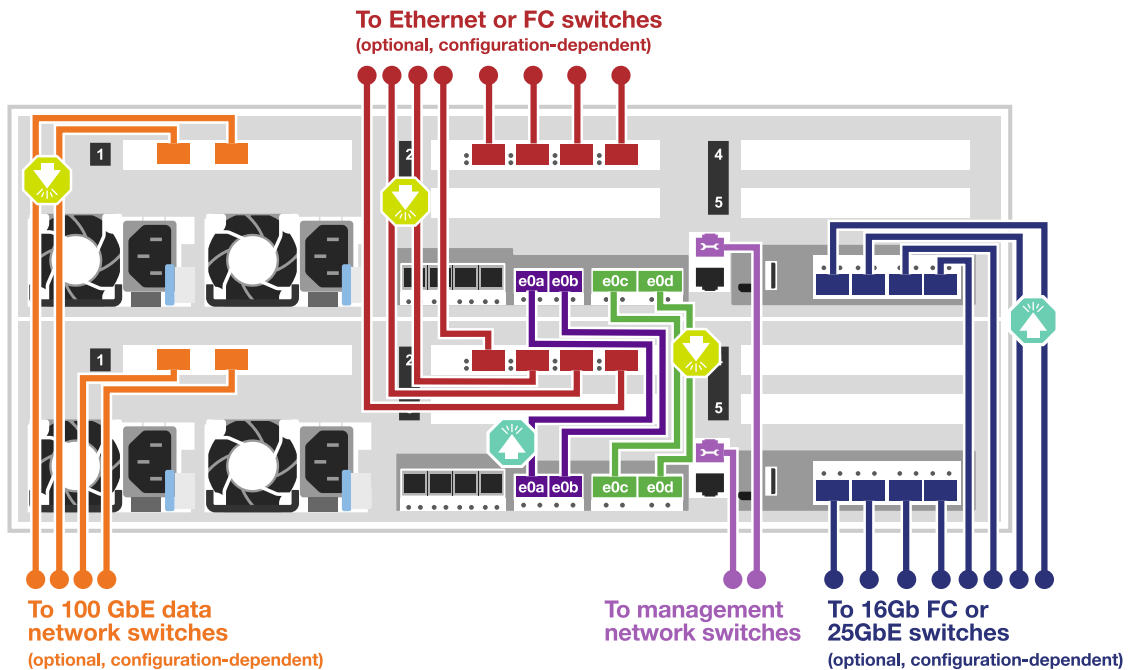 To Ethernet or FC switches
(optional, configuration-dependent)
1
2
4
5
e0a e0b e0c e0d
1
2
5
e0a e0b e0c e0d
To 100 GbE data
network switches
(optional, configuration-dependent)
To management
network switches
To 16Gb FC or
25GbE switches
(optional, configuration-dependent)